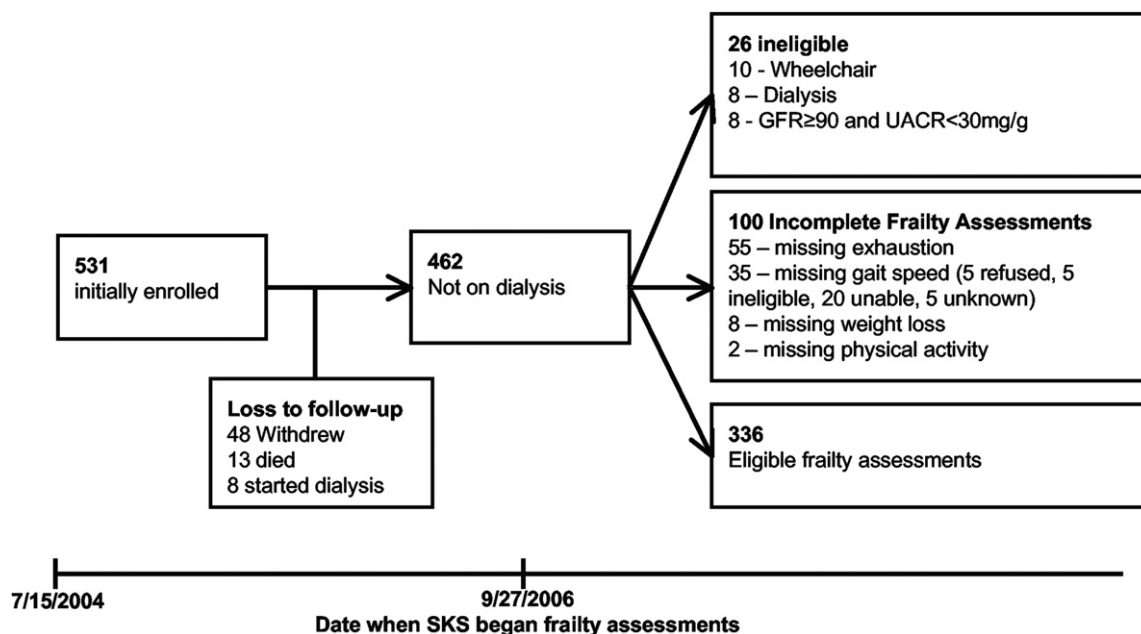 531
initially enrolled
Loss to follow-up
48 Withdrew
13 died
8 started dialysis
462
Not on dialysis
26 ineligible
10 - Wheelchair
8 – Dialysis
8 - GFR≥90 and UACR<30mg/g
100 Incomplete Frailty Assessments
55 – missing exhaustion
35 – missing gait speed (5 refused, 5
ineligible, 20 unable, 5 unknown)
8 – missing weight loss
2 – missing physical activity
336
Eligible frailty assessments
7/15/2004
9/27/2006
Date when SKS began frailty assessments